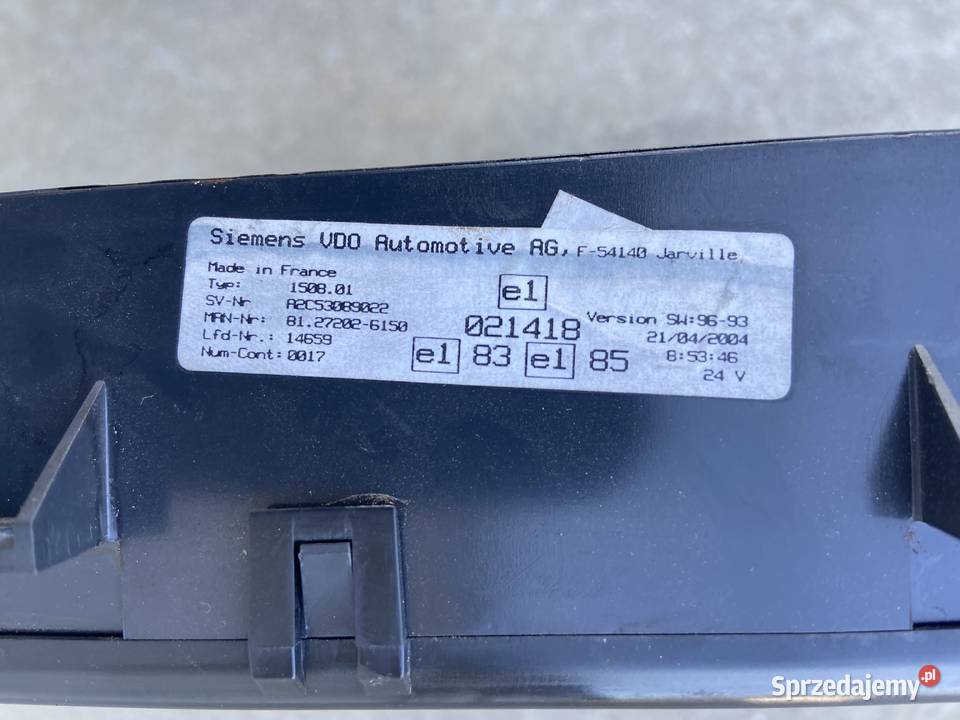 Siemens VDO Automotive AG, F-54140 Jarville
Made in France
Typ: 1508.01
SV-Nr A2C53089022
MAN-Nr: 81.27202-6150
Lfd-Nr.: 14659
Num-Cont: 0017
e1
021418
e1 83 e1 85
Version SW:96-93
21/04/2004
8:53:46
24 V
Sprzedajemy.pl